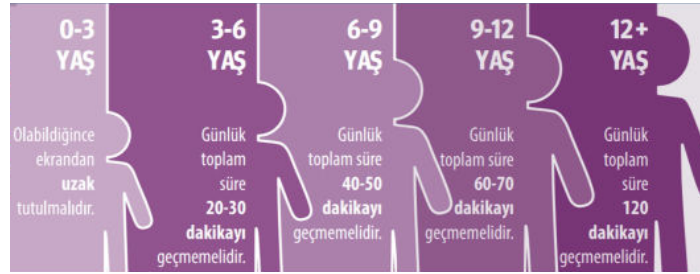 0-3
YAŞ
Olabildiğince
ekrandan
uzak
tutulmalıdır.
3-6
YAŞ
Günlük
toplam
süre
20-30
dakikayı
geçmemelidir.
6-9
YAŞ
Günlük
toplam süre
40-50
dakikayı
geçmemelidir.
9-12
YAŞ
Günlük
toplam süre
60-70
dakikayı
geçmemelidir.
12+
YAŞ
Günlük
toplam
süre
120
dakikayı
geçmemelidir.